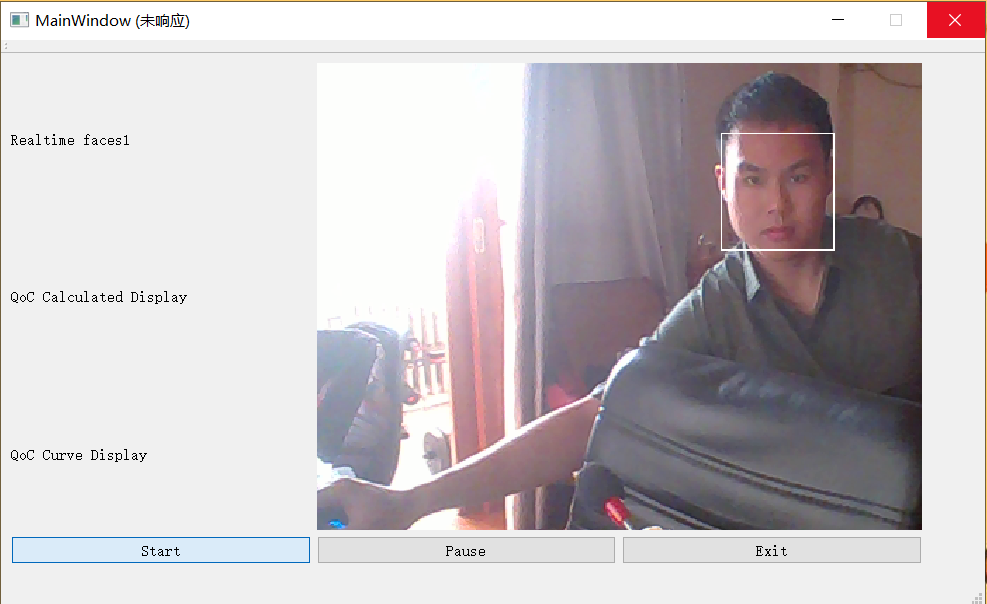 MainWindow (未响应)
Realtime faces1
QoC Calculated Display
QoC Curve Display
Start Pause Exit